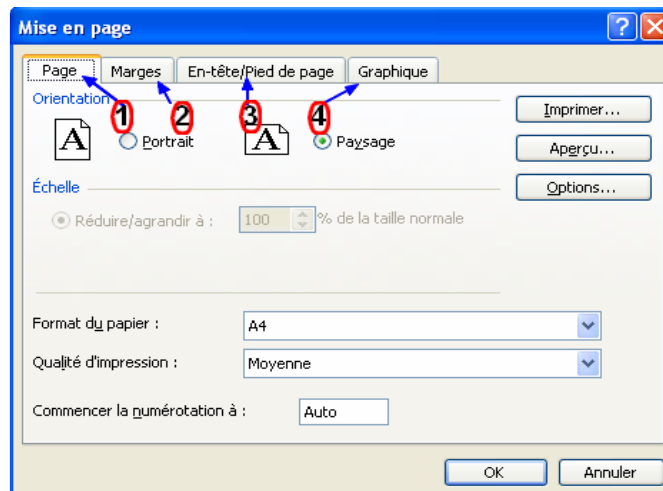 Mise en page
Page Marges En-tête/Pied de page Graphique
Orientation
1 2 3 4
A Portrait A Paysage
Imprimer...
Aperçu...
Options...
Échelle
Réduire/agrandir à : 100 % de la taille normale
Format du papier : A4
Qualité d'impression : Moyenne
Commencer la numérotation à : Auto
OK Annuler